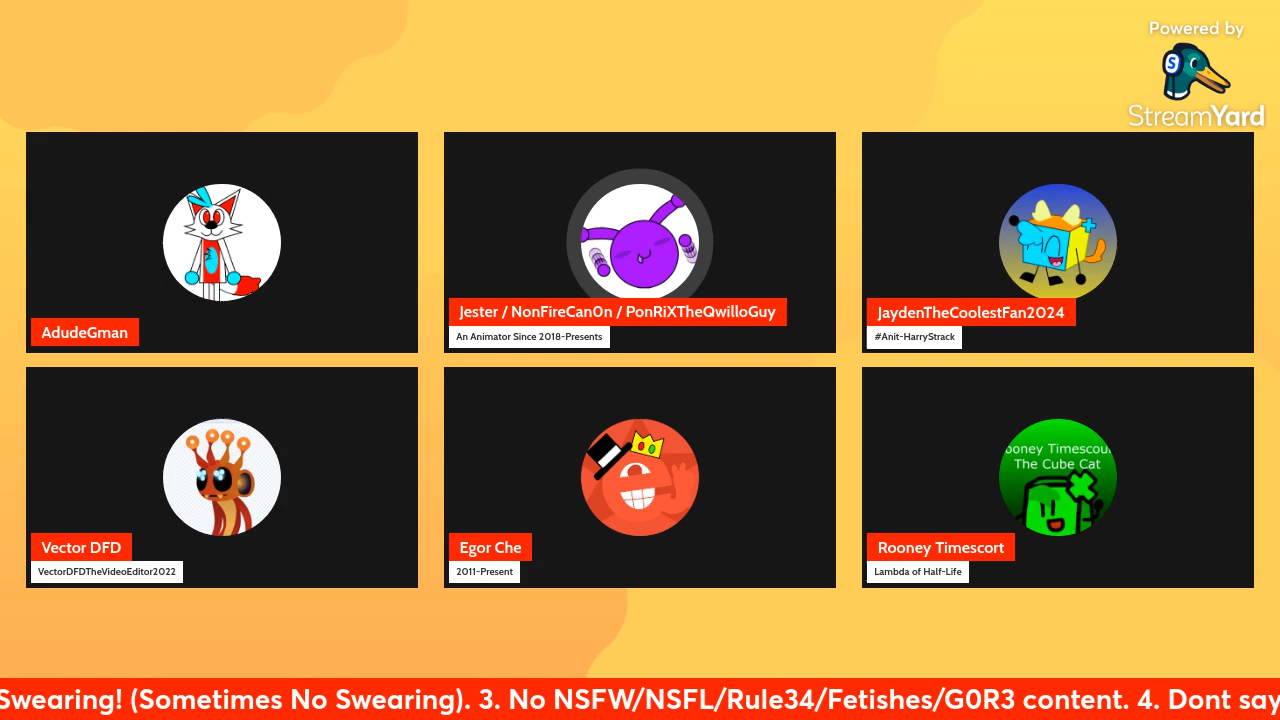 Powered by
StreamYard
AdudeGman
Jester / NonFireCan0n / PonRiXTheQwilloGuy
An Animator Since 2018-Presents
JaydenTheCoolestFan2024
#Anit-HarryStrack
Vector DFD
VectorDFDTheVideoEditor2022
Egor Che
2011-Present
ooney Timescou
The Cube Cat
Rooney Timescort
Lambda of Half-Life
Swearing! (Sometimes No Swearing). 3. No NSFW/NSFL/Rule34/Fetishes/G0R3 content. 4. Dont say